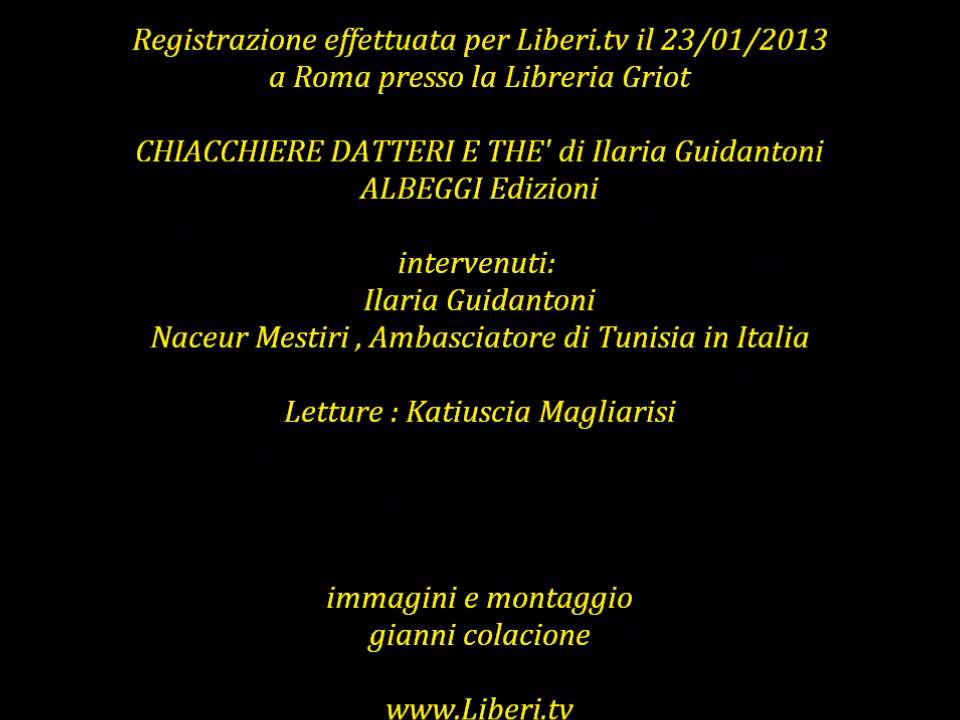 Registrazione effettuata per Liberi.tv il 23/01/2013
a Roma presso la Libreria Griot
CHIACCHIERE DATTERI E THE' di Ilaria Guidantoni
ALBEGGI Edizioni
intervenuti:
Ilaria Guidantoni
Naceur Mestiri , Ambasciatore di Tunisia in Italia
Letture : Katiuscia Magliarisi
immagini e montaggio
gianni colacione
www.Liberi.tv